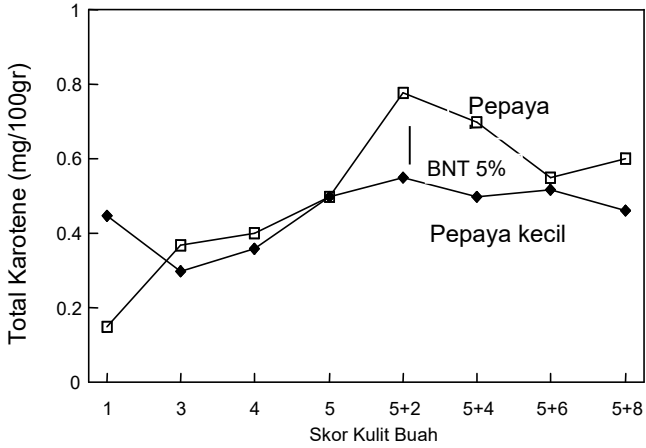 1
0.8
0.6
0.4
0.2
0
Total Karotene (mg/100gr)
Pepaya
BNT 5%
Pepaya kecil
1 3 4 5 5+2 5+4 5+6 5+8
Skor Kulit Buah